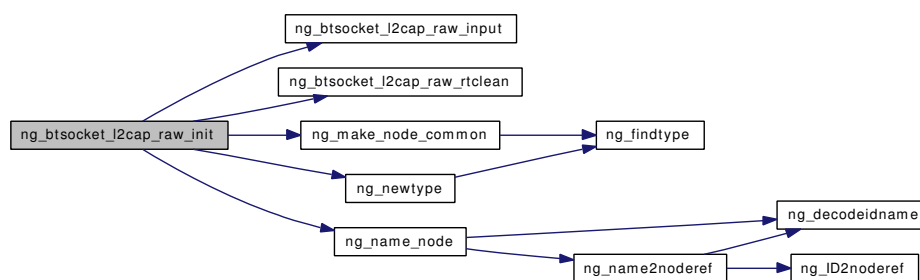 ng_btsocket_l2cap_raw_input
ng_btsocket_l2cap_raw_rtclean
ng_btsocket_l2cap_raw_init
ng_make_node_common
ng_findtype
ng_newtype
ng_decodeidname
ng_name_node
ng_name2noderef
ng_ID2noderef